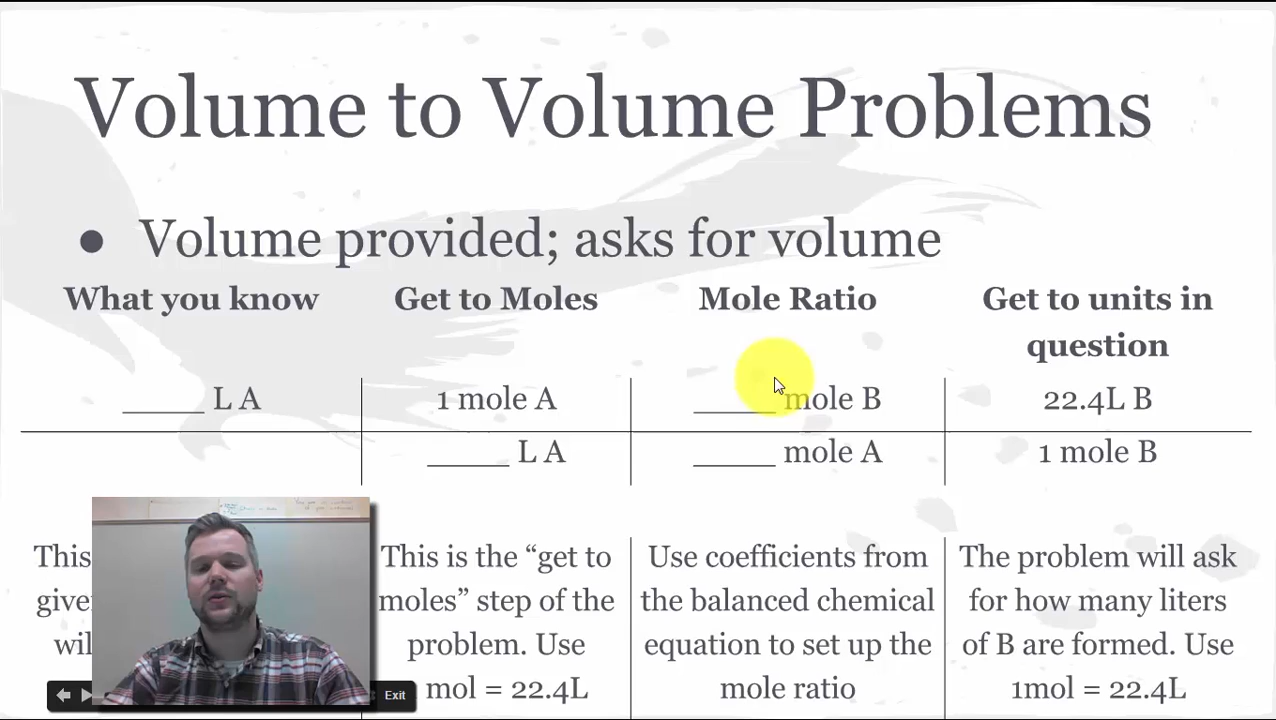 Volume to Volume Problems
● Volume provided; asks for volume
What you know Get to Moles Mole Ratio Get to units in
question
_____ L A 1 mole A _____ mole B 22.4L B
_____ L A _____ mole A 1 mole B
This This is the “get to Use coefficients from The problem will ask
give moles” step of the the balanced chemical for how many liters
wil problem. Use equation to set up the of B are formed. Use
mol = 22.4L mole ratio 1mol = 22.4L
Exit